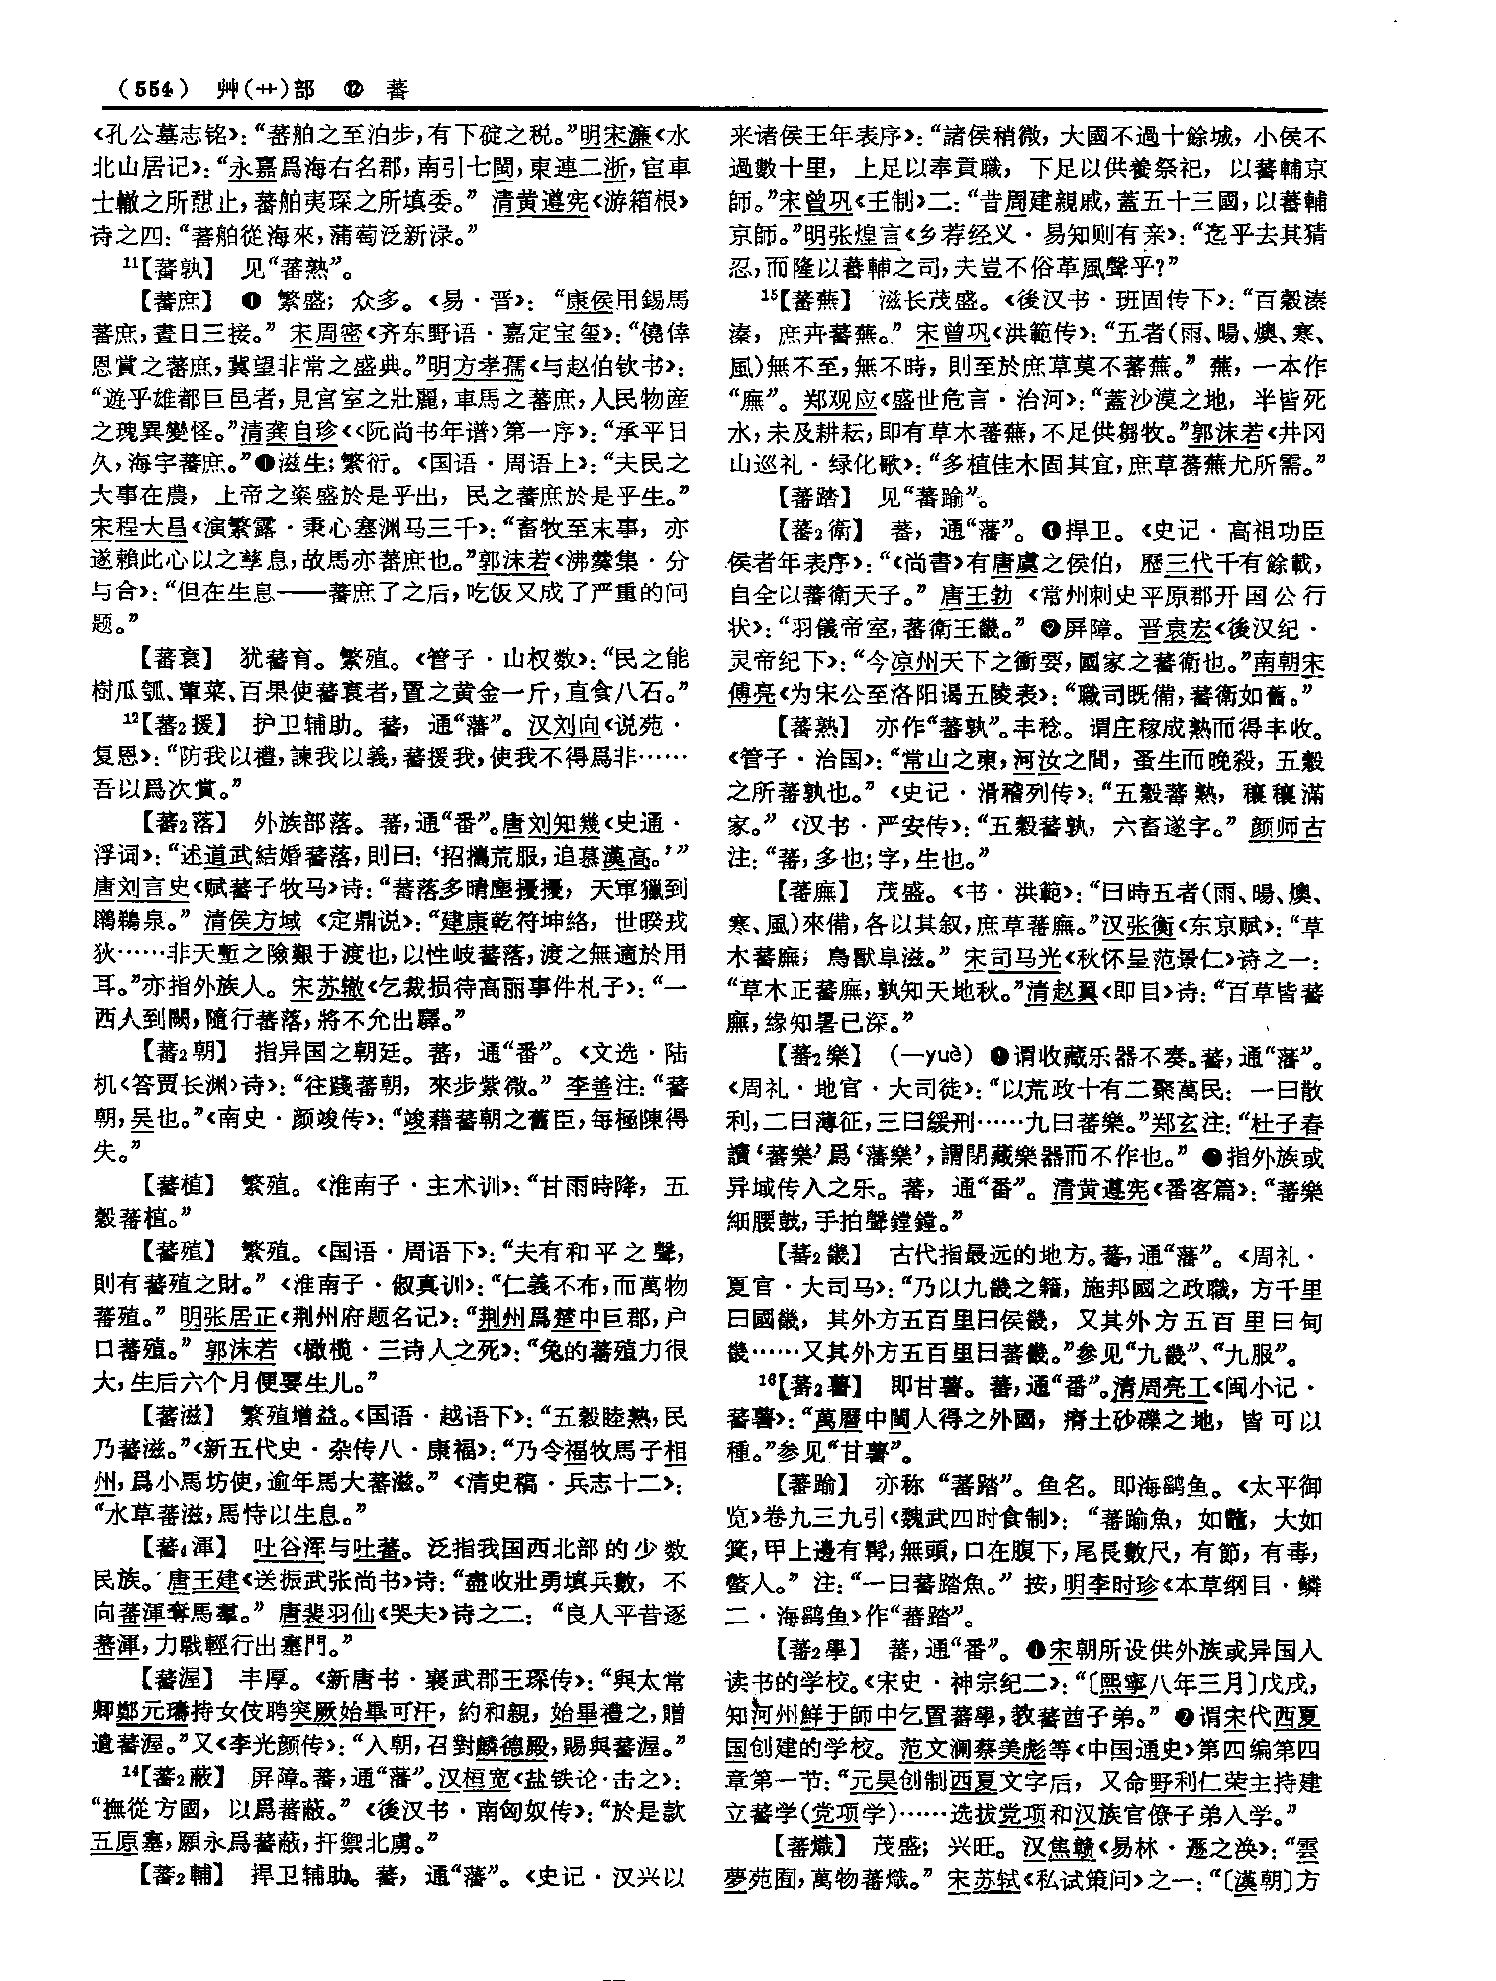 (554) 艸(艹)部 ⑫ 蕃
《孔公墓志铭》：“蕃舶之至泊步，有下碇之税。”明宋濂《水
北山居记》：“永嘉爲海右名郡，南引七閩，東連二浙，宦車
士轍之所憇止，蕃舶夷琛之所填委。” 清黄遵宪《游箱根》
诗之四：“蕃舶從海來，蒲萄泛新渌。”
¹¹【蕃孰】 见“蕃熟”。
【蕃庶】 ❶ 繁盛；众多。《易·晋》：“康侯用錫馬
蕃庶，晝日三接。” 宋周密《齐东野语·嘉定宝玺》：“僥倖
恩賞之蕃庶，冀望非常之盛典。”明方孝孺《与赵伯钦书》：
“遊乎雄都巨邑者，見宫室之壯麗，車馬之蕃庶，人民物産
之瑰異變怪。”清龚自珍《〈阮尚书年谱〉第一序》：“承平日
久，海宇蕃庶。”❷滋生；繁衍。《国语·周语上》：“夫民之
大事在農，上帝之粢盛於是乎出，民之蕃庶於是乎生。”
宋程大昌《演繁露·秉心塞渊马三千》：“畜牧至末事，亦
遂賴此心以之孳息，故馬亦蕃庶也。”郭沫若《沸羹集·分
与合》：“但在生息——蕃庶了之后，吃饭又成了严重的问
题。”
【蕃衮】 犹蕃育。繁殖。《管子·山权数》：“民之能
樹瓜瓠、葷菜、百果使蕃衮者，置之黄金一斤，直食八石。”
¹²【蕃₂援】 护卫辅助。蕃，通“藩”。汉刘向《说苑·
复恩》：“防我以禮，諫我以義，蕃援我，使我不得爲非……
吾以爲次賞。”
【蕃₂落】 外族部落。蕃，通“番”。唐刘知幾《史通·
浮词》：“述道武結婚蕃落，則曰：‘招攜荒服，追慕漢高。’”
唐刘言史《赋蕃子牧马》诗：“蕃落多晴塵擾擾，天軍獵到
鸊鵜泉。” 清侯方域《定鼎说》：“建康乾符坤絡，世暌戎
狄……非天塹之險艱于渡也，以性岐蕃落，渡之無適於用
耳。”亦指外族人。宋苏辙《乞裁损待高丽事件札子》：“一
西人到闕，隨行蕃落，將不允出驛。”
【蕃₂朝】 指异国之朝廷。蕃，通“番”。《文选·陆
机〈答贾长渊〉诗》：“往踐蕃朝，來步紫微。” 李善注：“蕃
朝，吴也。”《南史·颜竣传》：“竣藉蕃朝之舊臣，每極陳得
失。”
【蕃植】 繁殖。《淮南子·主术训》：“甘雨時降，五
穀蕃植。”
【蕃殖】 繁殖。《国语·周语下》：“夫有和平之聲，
則有蕃殖之財。” 《淮南子·俶真训》：“仁義不布，而萬物
蕃殖。” 明张居正《荆州府题名记》：“荆州爲楚中巨郡，户
口蕃殖。” 郭沫若《橄榄·三诗人之死》：“兔的蕃殖力很
大，生后六个月便要生儿。”
【蕃滋】 繁殖增益。《国语·越语下》：“五穀睦熟，民
乃蕃滋。”《新五代史·杂传八·康福》：“乃令福牧馬于相
州，爲小馬坊使，逾年馬大蕃滋。” 《清史稿·兵志十二》：
“水草蕃滋，馬恃以生息。”
【蕃₄渾】 吐谷浑与吐蕃。泛指我国西北部的少数
民族。唐王建《送振武张尚书》诗：“盡收壯勇填兵數，不
向蕃渾奪馬羣。” 唐裴羽仙《哭夫》诗之二：“良人平昔逐
蕃渾，力戰輕行出塞門。”
【蕃渥】 丰厚。《新唐书·襄武郡王琛传》：“與太常
卿鄭元璹持女伎聘突厥始畢可汗，約和親，始畢禮之，贈
遺蕃渥。”又《李光颜传》：“入朝，召對麟德殿，賜與蕃渥。”
¹⁴【蕃₂蔽】 屏障。蕃，通“藩”。汉桓宽《盐铁论·击之》：
“撫從方國，以爲蕃蔽。” 《後汉书·南匈奴传》：“於是款
五原塞，願永爲蕃蔽，扞禦北虜。”
【蕃₂輔】 捍卫辅助。蕃，通“藩”。《史记·汉兴以
来诸侯王年表序》：“諸侯稍微，大國不過十餘城，小侯不
過數十里，上足以奉貢職，下足以供養祭祀，以蕃輔京
師。”宋曾巩《王制》二：“昔周建親戚，蓋五十三國，以蕃輔
京師。”明张煌言《乡荐经义·易知则有亲》：“迄乎去其猜
忍，而隆以蕃輔之司，夫豈不俗革風聲乎？”
¹⁵【蕃蕪】 滋长茂盛。《後汉书·班固传下》：“百穀溱
溱，庶卉蕃蕪。” 宋曾巩《洪範传》：“五者（雨、暘、燠、寒、
風）無不至，無不時，則至於庶草莫不蕃蕪。”蕪，一本作
“廡”。郑观应《盛世危言·治河》：“蓋沙漠之地，半皆死
水，未及耕耘，即有草木蕃蕪，不足供芻牧。”郭沫若《井冈
山巡礼·绿化歌》：“多植佳木固其宜，庶草蕃蕪尤所需。”
【蕃踏】 见“蕃踰”。
【蕃₂衛】 蕃，通“藩”。❶捍卫。《史记·高祖功臣
侯者年表序》：“《尚書》有唐虞之侯伯，歷三代千有餘載，
自全以蕃衛天子。” 唐王勃《常州刺史平原郡开国公行
状》：“羽儀帝室，蕃衛王畿。” ❷屏障。晋袁宏《後汉纪·
灵帝纪下》：“今凉州天下之衝要，國家之蕃衛也。”南朝宋
傅亮《为宋公至洛阳谒五陵表》：“職司既備，蕃衛如舊。”
【蕃熟】 亦作“蕃孰”。丰稔。谓庄稼成熟而得丰收。
《管子·治国》：“常山之東，河汝之間，蚤生而晚殺，五穀
之所蕃孰也。” 《史记·滑稽列传》：“五穀蕃熟，穰穰滿
家。” 《汉书·严安传》：“五穀蕃孰，六畜遂字。” 颜师古
注：“蕃，多也；字，生也。”
【蕃廡】 茂盛。《书·洪範》：“曰時五者（雨、暘、燠、
寒、風）來備，各以其叙，庶草蕃廡。”汉张衡《东京赋》：“草
木蕃廡，鳥獸阜滋。” 宋司马光《秋怀呈范景仁》诗之一：
“草木正蕃廡，孰知天地秋。”清赵翼《即目》诗：“百草皆蕃
廡，緣知暑已深。”
【蕃₂樂】 （—yuè）❶谓收藏乐器不奏。蕃，通“藩”。
《周礼·地官·大司徒》：“以荒政十有二聚萬民：一曰散
利，二曰薄征，三曰緩刑……九曰蕃樂。”郑玄注：“杜子春
讀‘蕃樂’爲‘藩樂’，謂閉藏樂器而不作也。” ❷指外族或
异域传入之乐。蕃，通“番”。清黄遵宪《番客篇》：“蕃樂
細腰鼓，手拍聲鏜鏜。”
【蕃₂畿】 古代指最远的地方。蕃，通“藩”。《周礼·
夏官·大司马》：“乃以九畿之籍，施邦國之政職，方千里
曰國畿，其外方五百里曰侯畿，又其外方五百里曰甸
畿……又其外方五百里曰蕃畿。”参见“九畿”、“九服”。
¹⁶【蕃₂薯】 即甘薯。蕃，通“番”。清周亮工《闽小记·
蕃薯》：“萬曆中閩人得之外國，瘠土砂礫之地，皆可以
種。”参见“甘薯”。
【蕃踰】 亦称“蕃踏”。鱼名。即海鹞鱼。《太平御
览》卷九三九引《魏武四时食制》：“蕃踰魚，如鼈，大如
箕，甲上邊有髯，無頭，口在腹下，尾長數尺，有節，有毒，
螫人。”注：“一曰蕃踏魚。” 按，明李时珍《本草纲目·鳞
二·海鹞鱼》作“蕃踏”。
【蕃₂學】 蕃，通“番”。❶宋朝所设供外族或异国人
读书的学校。《宋史·神宗纪二》：“〔熙寧八年三月〕戊戌，
知河州鮮于師中乞置蕃學，教蕃酋子弟。” ❷谓宋代西夏
国创建的学校。范文澜蔡美彪等《中国通史》第四编第四
章第一节：“元昊创制西夏文字后，又命野利仁荣主持建
立蕃学（党项学）……选拔党项和汉族官僚子弟入学。”
【蕃熾】 茂盛；兴旺。汉焦赣《易林·遯之涣》：“雲
夢苑囿，萬物蕃熾。” 宋苏轼《私试策问》之一：“〔漢朝〕方